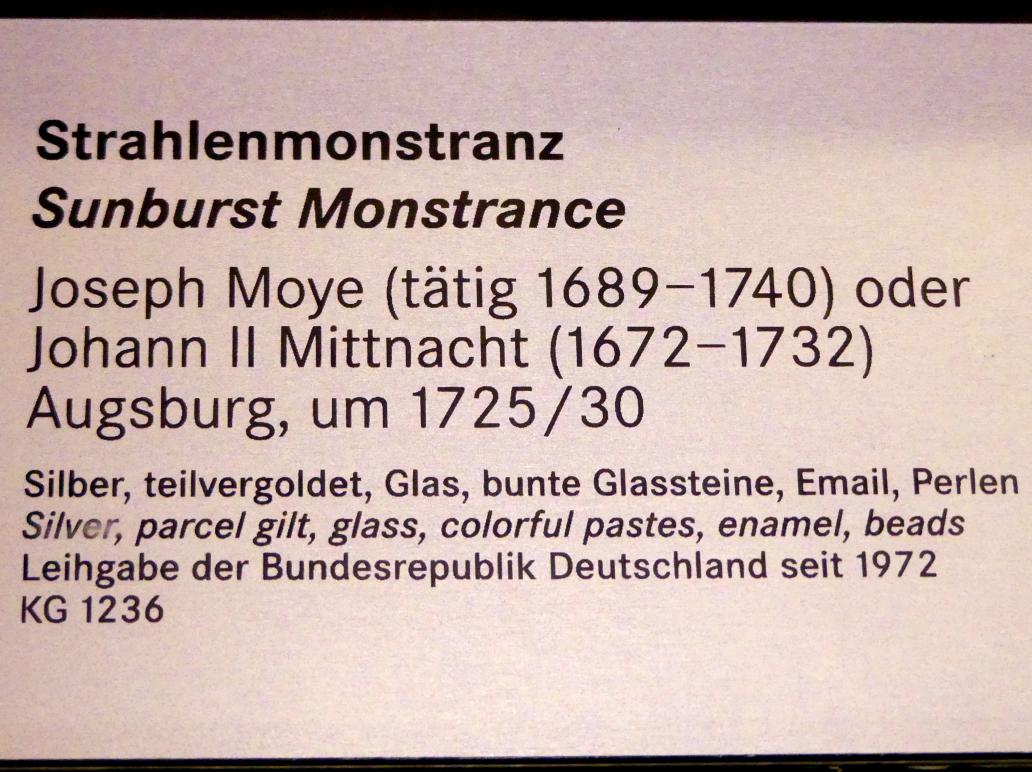 Strahlenmonstranz
Sunburst Monstrance
Joseph Moye (tätig 1689–1740) oder
Johann II Mittnacht (1672–1732)
Augsburg, um 1725/30
Silber, teilvergoldet, Glas, bunte Glassteine, Email, Perlen
Silver, parcel gilt, glass, colorful pastes, enamel, beads
Leihgabe der Bundesrepublik Deutschland seit 1972
KG 1236